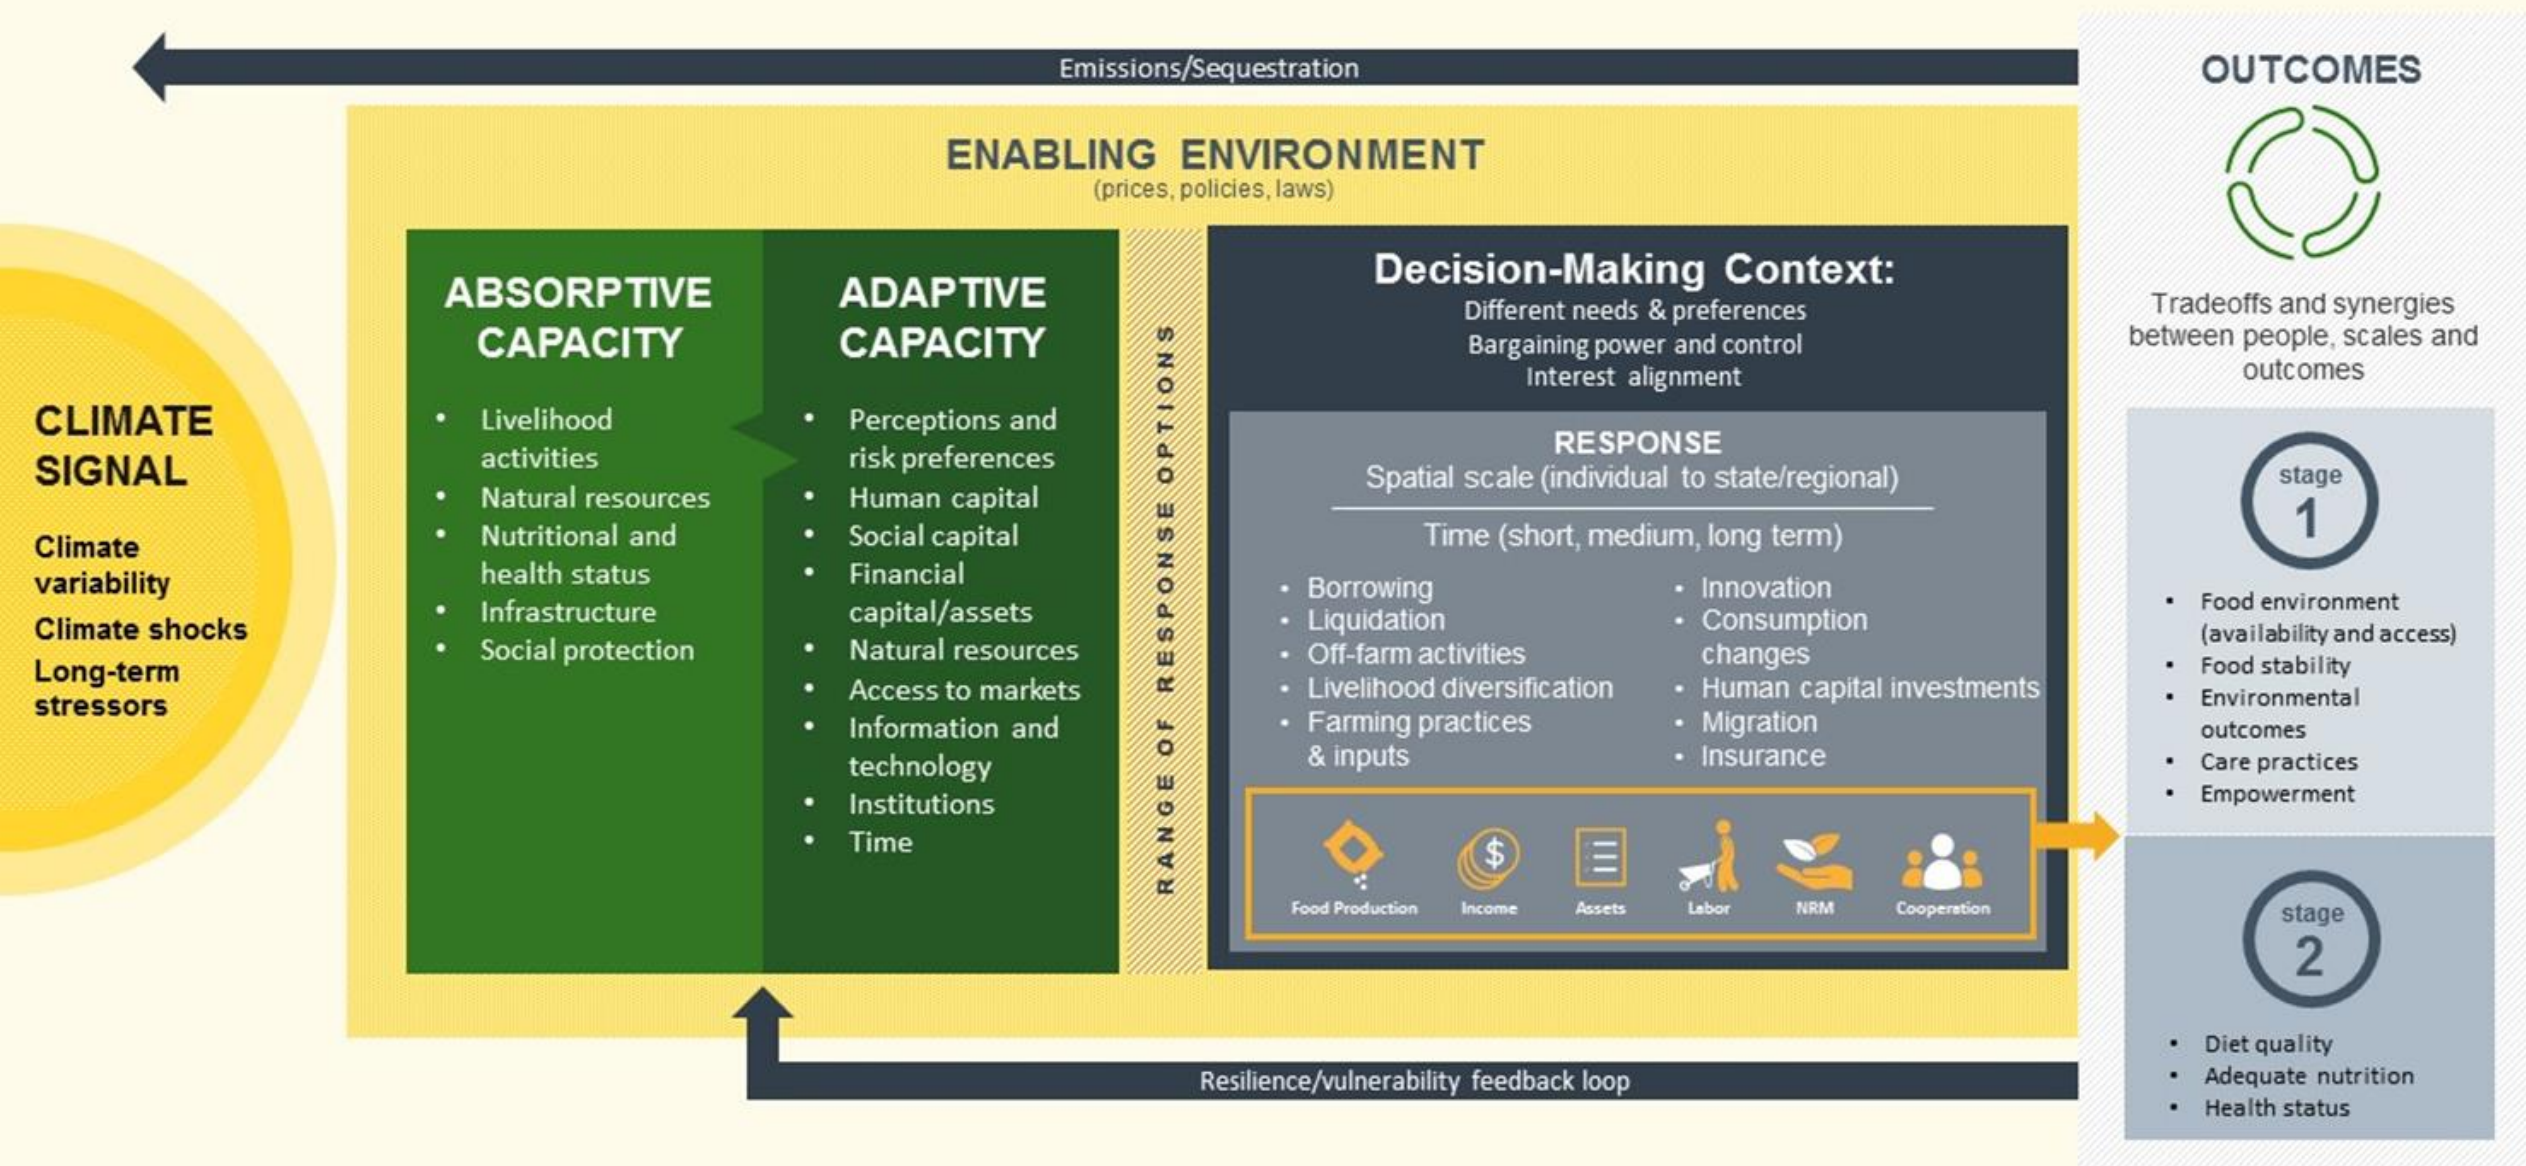 Emissions/Sequestration
ENABLING ENVIRONMENT
(prices, policies, laws)
CLIMATE
SIGNAL
Climate
variability
Climate shocks
Long-term
stressors
ABSORPTIVE
CAPACITY
• Livelihood
activities
• Natural resources
• Nutritional and
health status
• Infrastructure
• Social protection
ADAPTIVE
CAPACITY
• Perceptions and
risk preferences
• Human capital
• Social capital
• Financial
capital/assets
• Natural resources
• Access to markets
• Information and
technology
• Institutions
• Time
RANGE OF RESPONSE OPTIONS
Decision-Making Context:
Different needs & preferences
Bargaining power and control
Interest alignment
RESPONSE
Spatial scale (individual to state/regional)
Time (short, medium, long term)
• Borrowing
• Liquidation
• Off-farm activities
• Livelihood diversification
• Farming practices
& inputs
• Innovation
• Consumption
changes
• Human capital investments
• Migration
• Insurance
$
Food Production
Income
Assets
Labor
NRM
Cooperation
Resilience/vulnerability feedback loop
OUTCOMES
Tradeoffs and synergies
between people, scales and
outcomes
stage
1
• Food environment
(availability and access)
• Food stability
• Environmental
outcomes
• Care practices
• Empowerment
stage
2
• Diet quality
• Adequate nutrition
• Health status